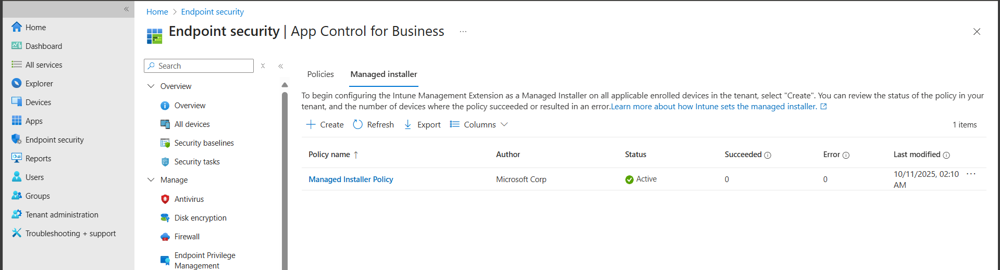 Home
Dashboard
All services
Explorer
Devices
Apps
Endpoint security
Reports
Users
Groups
Tenant administration
Troubleshooting + support
Home > Endpoint security
Endpoint security | App Control for Business ...
Search
Overview
Overview
All devices
Security baselines
Security tasks
Manage
Antivirus
Disk encryption
Firewall
Endpoint Privilege
Management
Policies Managed installer
To begin configuring the Intune Management Extension as a Managed Installer on all applicable enrolled devices in the tenant, select "Create". You can review the status of the policy in your
tenant, and the number of devices where the policy succeeded or resulted in an error.Learn more about how Intune sets the managed installer.
Create Refresh Export Columns 1 items
Policy name ↑ Author Status Succeeded Error Last modified
Managed Installer Policy Microsoft Corp Active 0 0 10/11/2025, 02:10 ...
AM